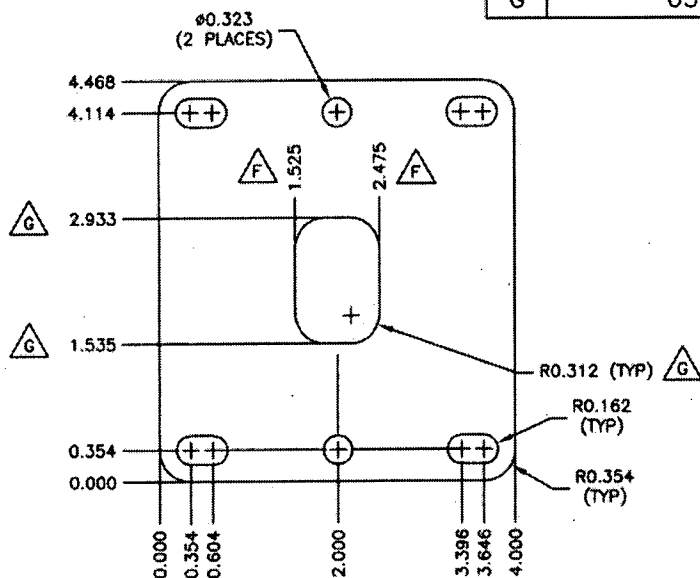 G 03
ø0.323
(2 PLACES)
4.468
4.114
F 1.525 2.475 F
G 2.933
G 1.535
R0.312 (TYP) G
R0.162
(TYP)
0.354
R0.354
(TYP)
0.000
0.000 0.354 0.604 2.000 3.396 3.646 4.000